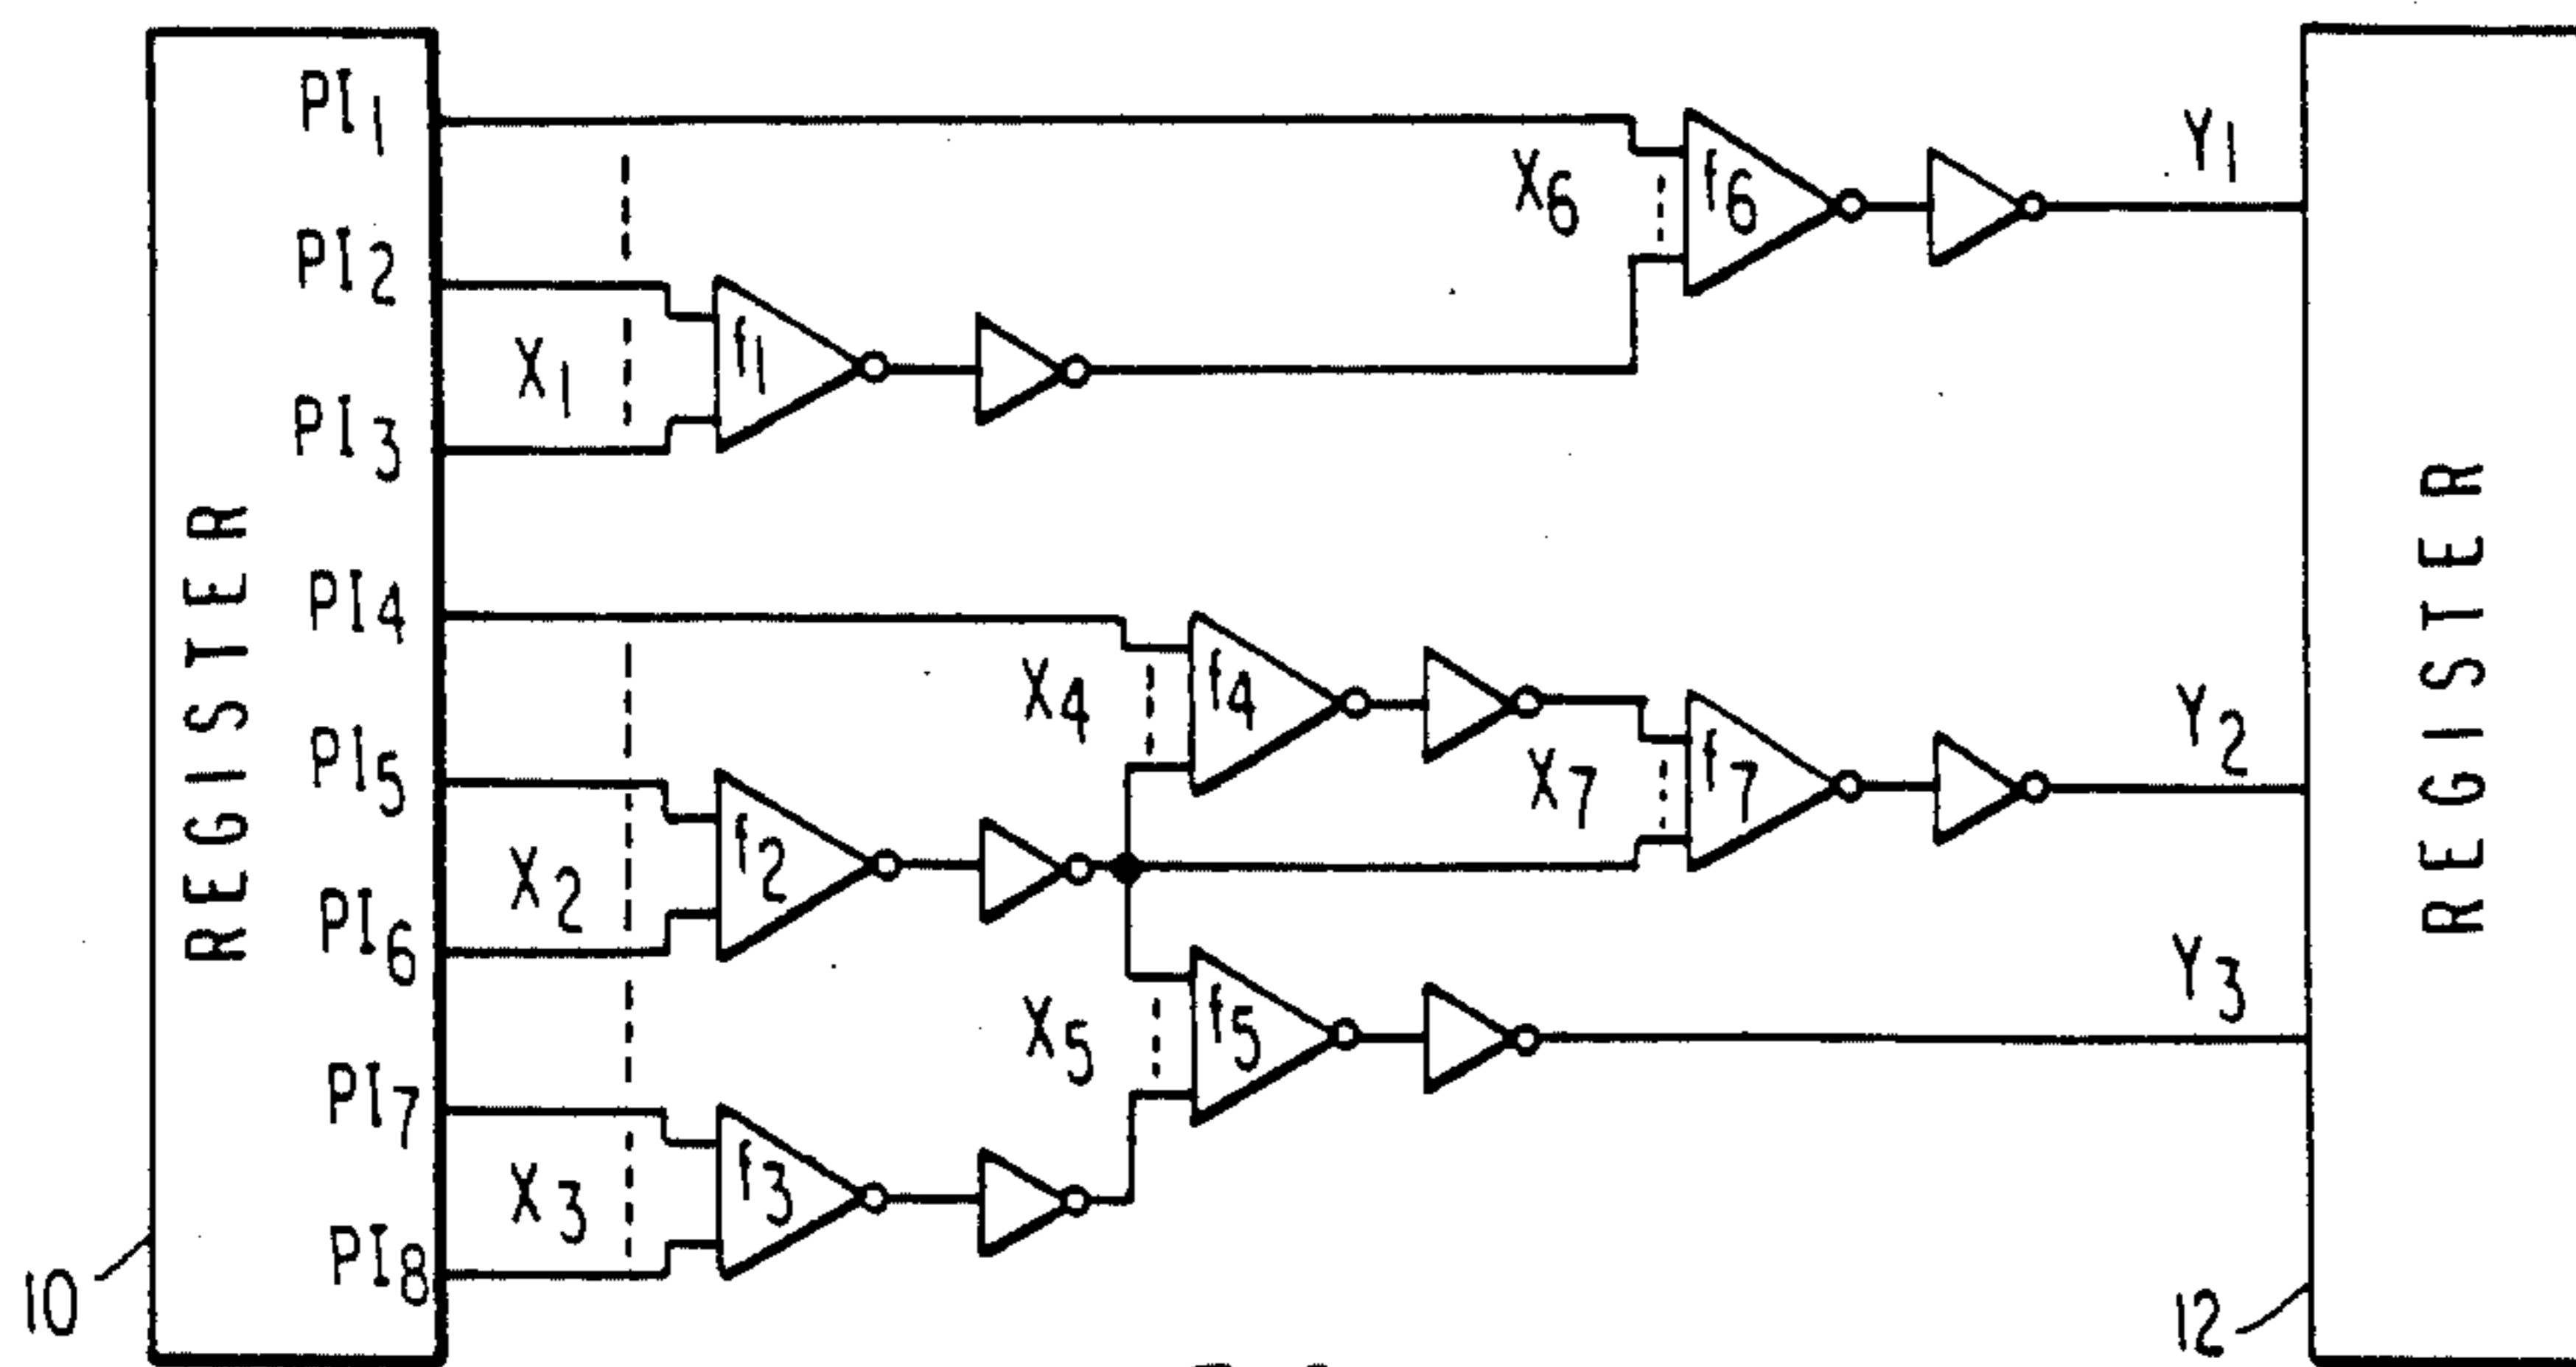 REGISTER
PI1
PI2
PI3
PI4
PI5
PI6
PI7
PI8
10
X1
X2
X3
f1
f2
f3
X4
X5
f4
f5
X6
X7
f6
f7
Y1
Y2
Y3
REGISTER
12